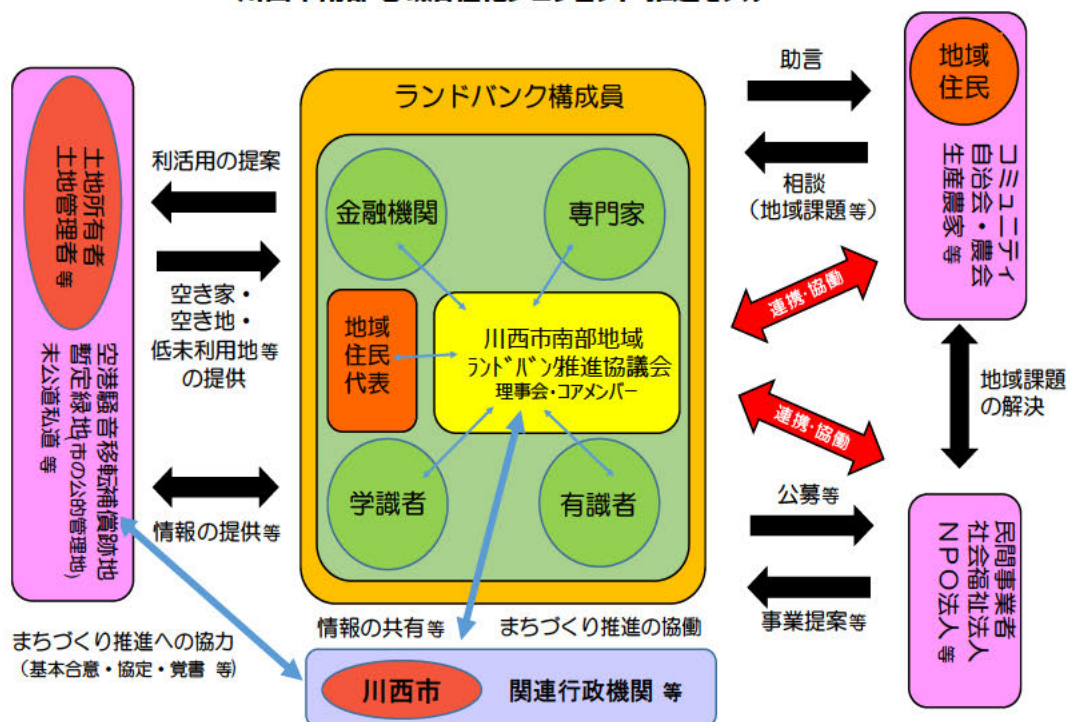 ランドバンク構成員
金融機関
専門家
地域
住民
代表
川西市南部地域
ランドバンク推進協議会
理事会・コアメンバー
学識者
有識者
土地所有者
土地管理者 等
空港騒音移転補償跡地
暫定緑地(市の公的管理地)
未公道私道 等
利活用の提案
空き家・
空き地・
低未利用地等
の提供
情報の提供等
まちづくり推進への協力
(基本合意・協定・覚書 等)
情報の共有等
まちづくり推進の協働
川西市
関連行政機関 等
助言
相談
(地域課題等)
連携・協働
連携・協働
公募等
事業提案等
地域
住民
コミュニティ
自治会・農会
生産農家 等
地域課題
の解決
民間事業者
社会福祉法人
NPO法人 等